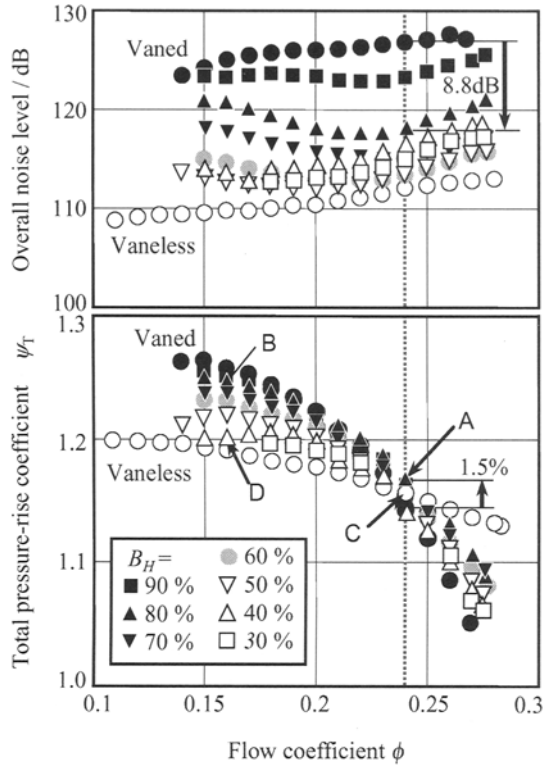 Overall noise level / dB
130
120
110
100
Vaned
8.8dB
Vaneless
Total pressure-rise coefficient ψT
1.3
1.2
1.1
1.0
Vaned
B
A
Vaneless
1.5%
D
C
BH =
90 %
80 %
70 %
60 %
50 %
40 %
30 %
0.1 0.15 0.2 0.25 0.3
Flow coefficient ϕ